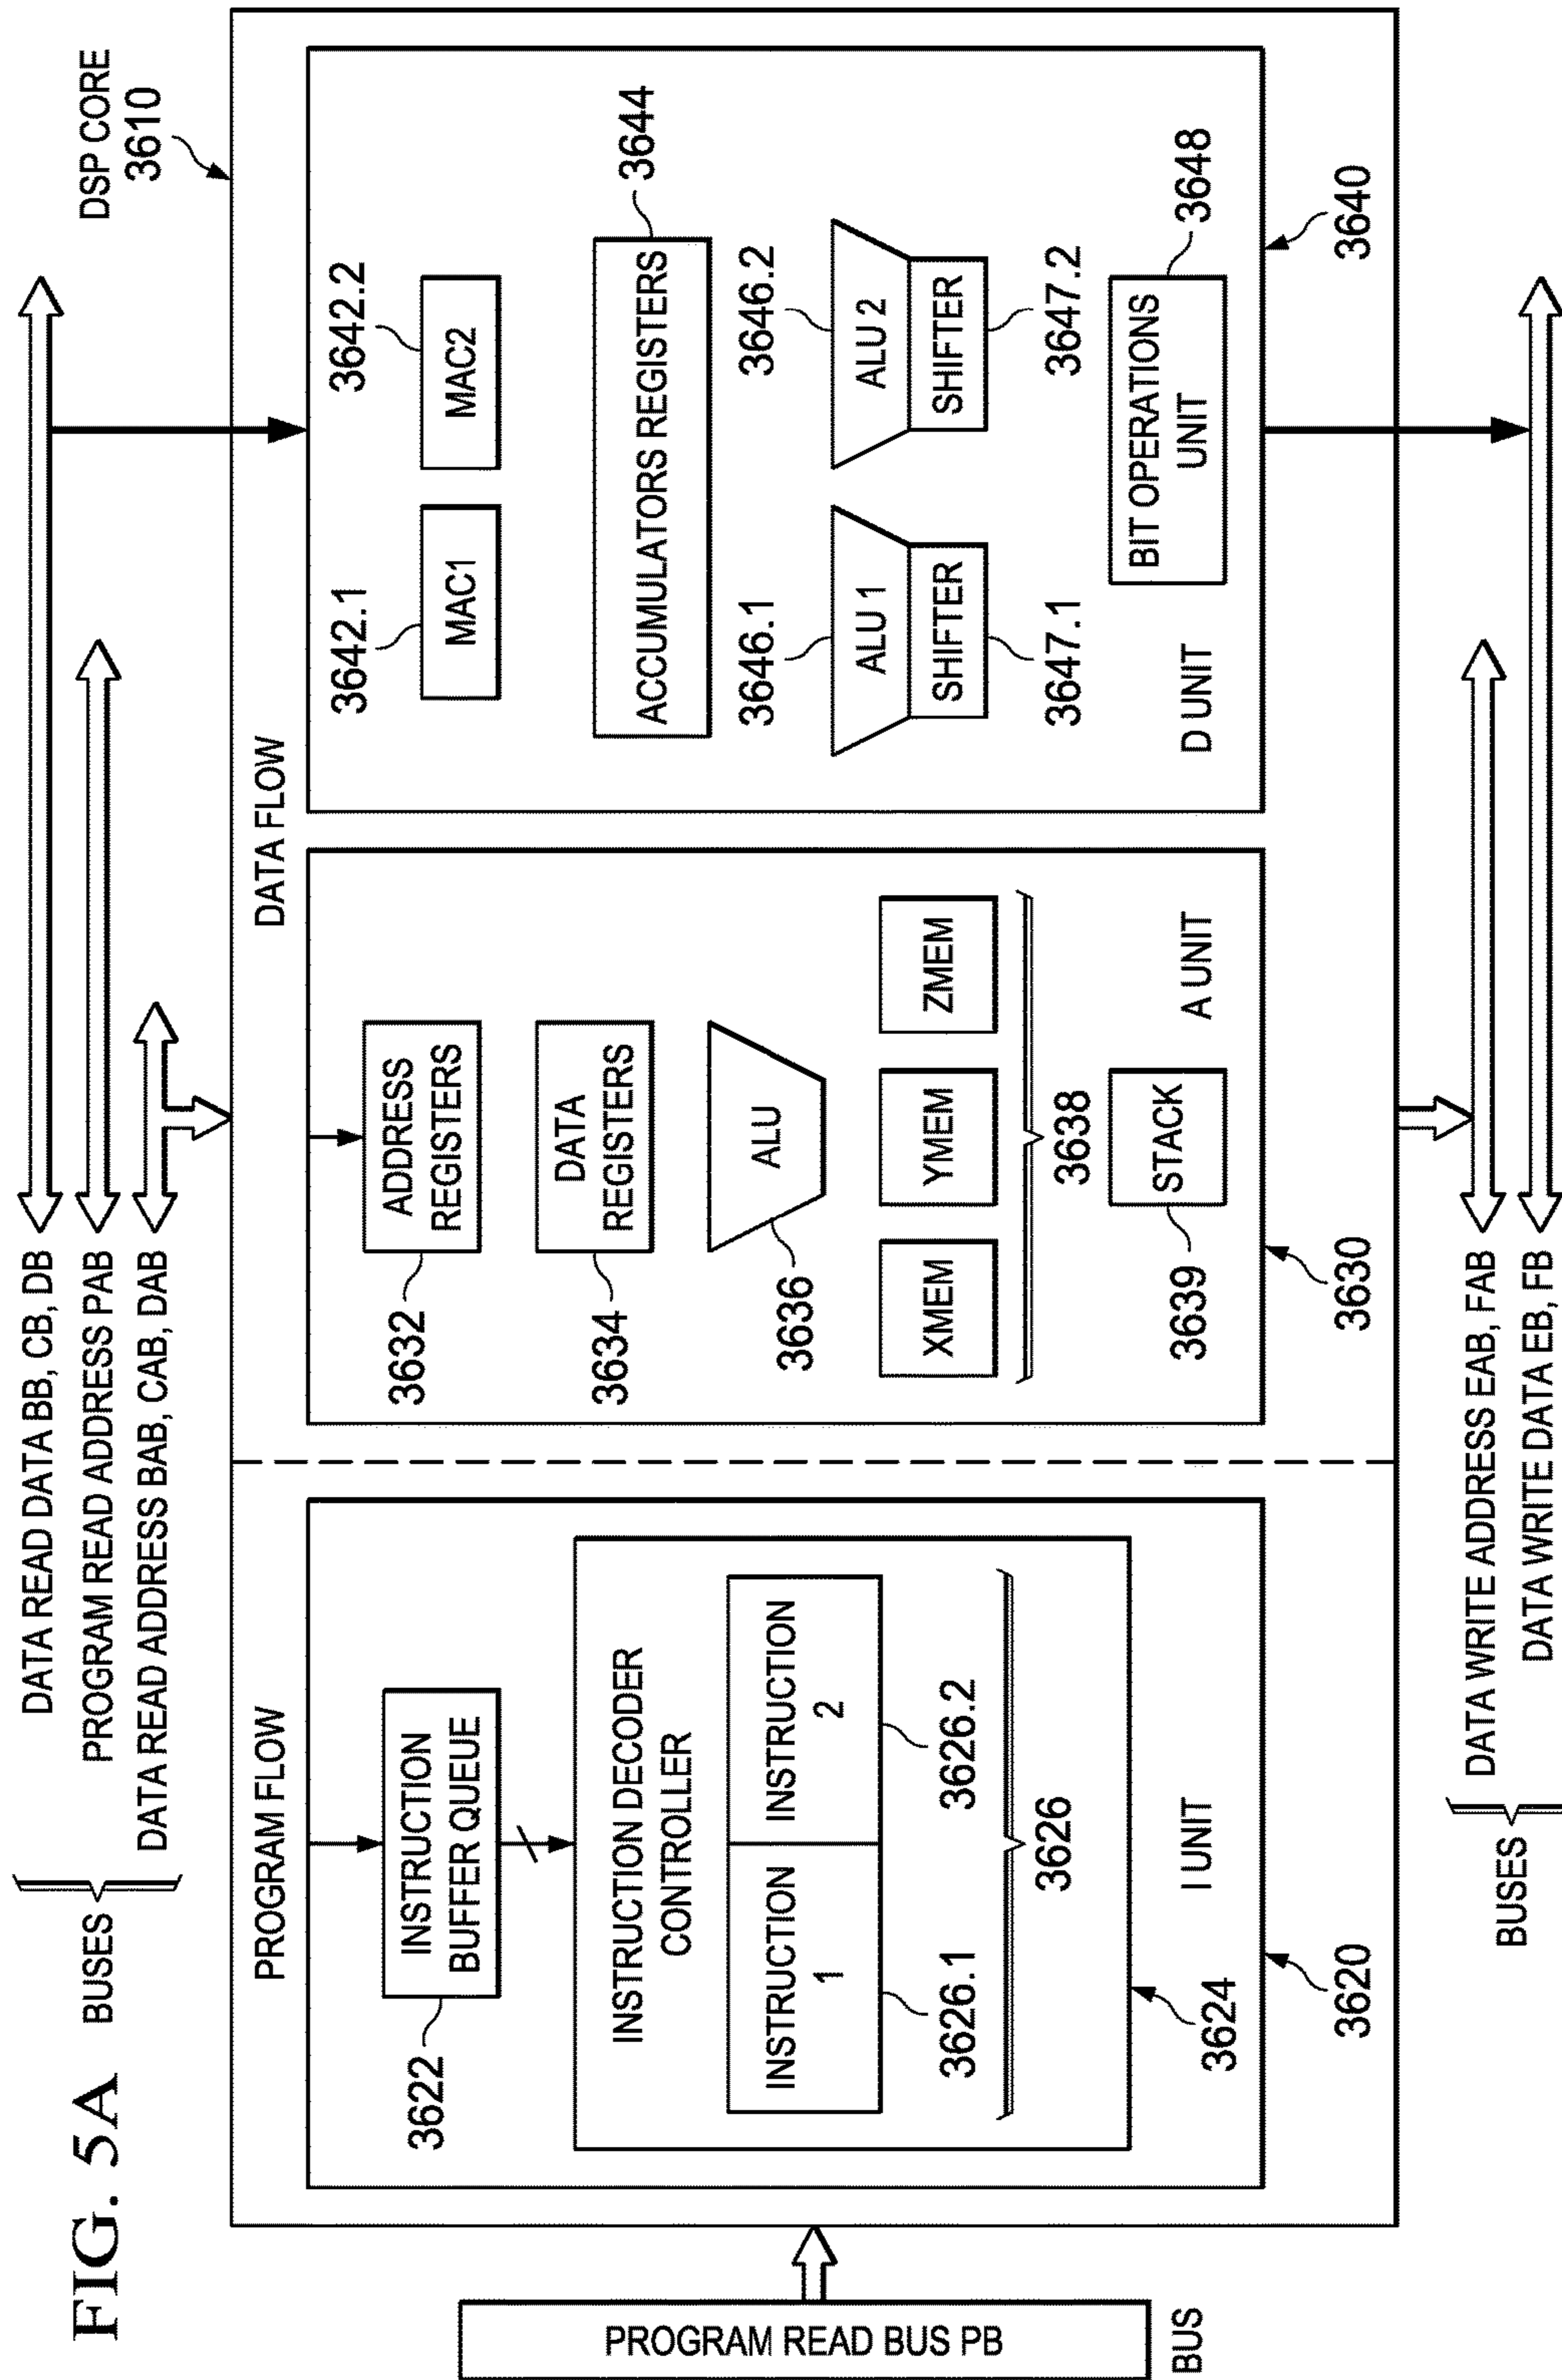 FIG. 5A
BUSES
DATA READ DATA BB, CB, DB
PROGRAM READ ADDRESS PAB
DATA READ ADDRESS BAB, CAB, DAB
DSP CORE
3610
PROGRAM READ BUS PB
BUS
PROGRAM FLOW
3622
INSTRUCTION
BUFFER QUEUE
INSTRUCTION DECODER
CONTROLLER
INSTRUCTION
1
INSTRUCTION
2
3626.1
3626.2
3626
I UNIT
3624
3620
DATA FLOW
3632
ADDRESS
REGISTERS
3634
DATA
REGISTERS
3636
ALU
XMEM
YMEM
ZMEM
3638
3639
STACK
A UNIT
3630
3642.1
3642.2
MAC1
MAC2
ACCUMULATORS REGISTERS
3644
3646.1
3646.2
ALU 1
ALU 2
SHIFTER
SHIFTER
3647.1
3647.2
D UNIT
BIT OPERATIONS
UNIT
3648
3640
BUSES
DATA WRITE ADDRESS EAB, FAB
DATA WRITE DATA EB, FB